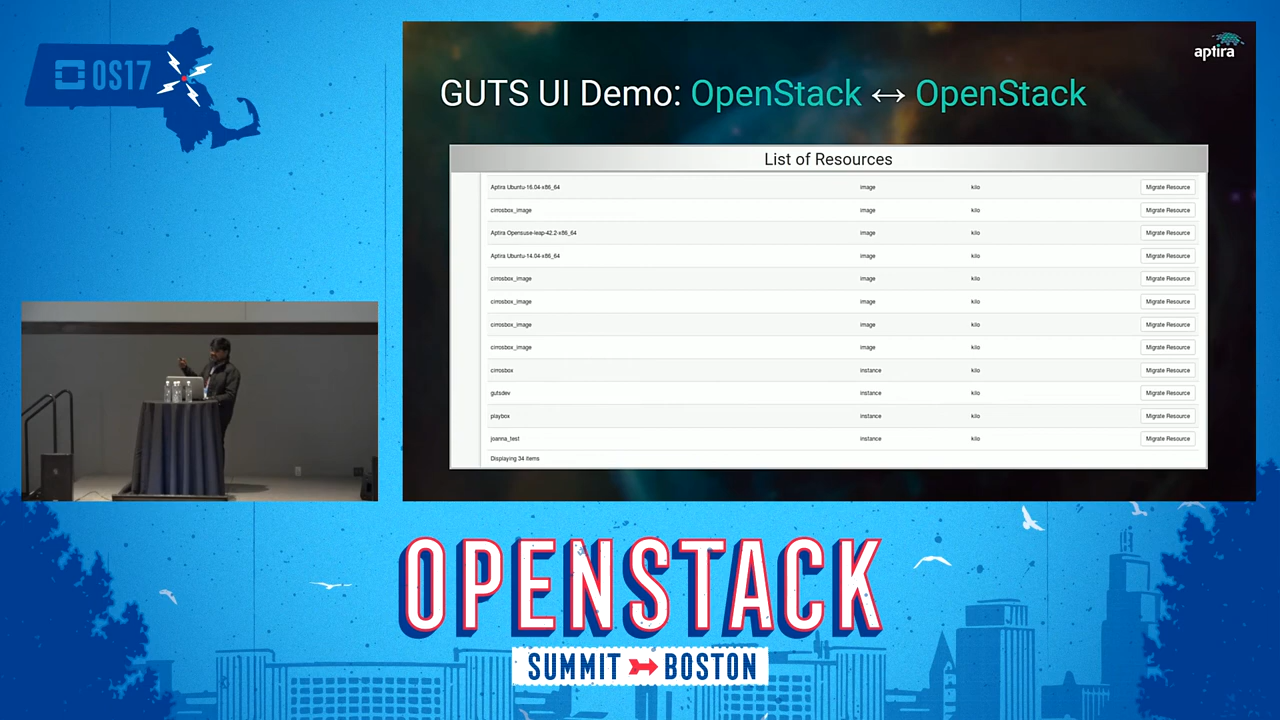 OS17
aptira
GUTS UI Demo: OpenStack ↔ OpenStack
List of Resources
Aptira Ubuntu-16.04-x86_64 image kilo Migrate Resource
cirrosbox_image image kilo Migrate Resource
Aptira Opensuse-leap-42.2-x86_64 image kilo Migrate Resource
Aptira Ubuntu-14.04-x86_64 image kilo Migrate Resource
cirrosbox_image image kilo Migrate Resource
cirrosbox_image image kilo Migrate Resource
cirrosbox_image image kilo Migrate Resource
cirrosbox_image image kilo Migrate Resource
cirrosbox instance kilo Migrate Resource
gutsdev instance kilo Migrate Resource
playbox instance kilo Migrate Resource
joanna_test instance kilo Migrate Resource
Displaying 34 items
OPENSTACK
SUMMIT BOSTON